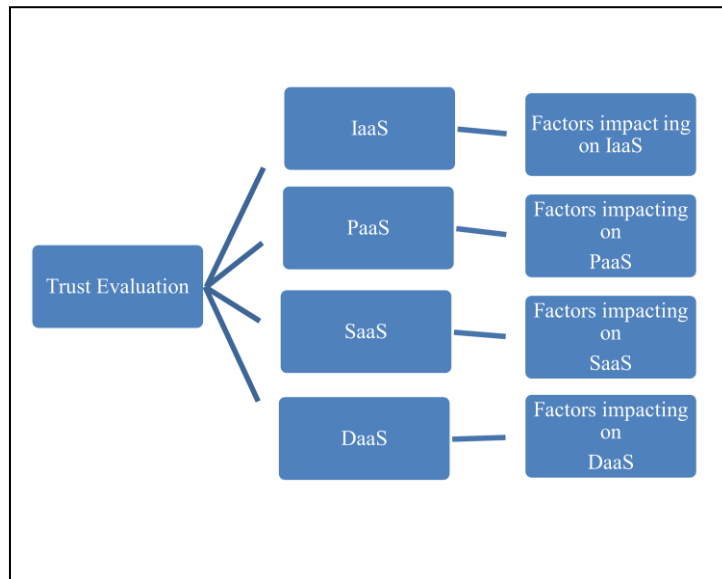 Trust Evaluation
IaaS
Factors impact ing
on IaaS
PaaS
Factors impacting
on
PaaS
SaaS
Factors impacting
on
SaaS
DaaS
Factors impacting
on
DaaS